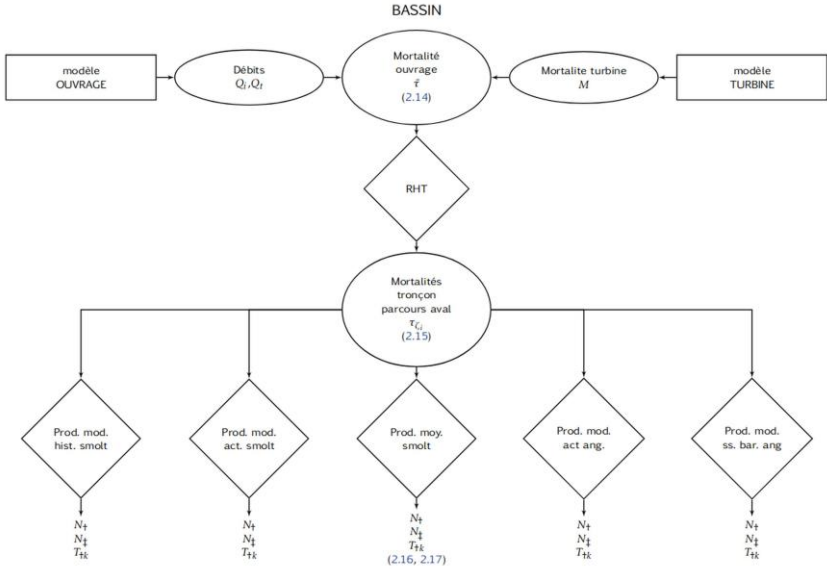 BASSIN
modèle
OUVRAGE
Débits
Q_i,Q_t
Mortalité
ouvrage
τ̄
(2.14)
Mortalite turbine
M
modèle
TURBINE
RHT
Mortalités
tronçon
parcours aval
τ_{ζ_i}
(2.15)
Prod. mod.
hist. smolt
Prod. mod.
act. smolt
Prod. moy.
smolt
Prod. mod.
act ang.
Prod. mod.
ss. bar. ang
N†
N‡
T†k
N†
N‡
T†k
N†
N‡
T†k
(2.16, 2.17)
N†
N‡
T†k
N†
N‡
T†k